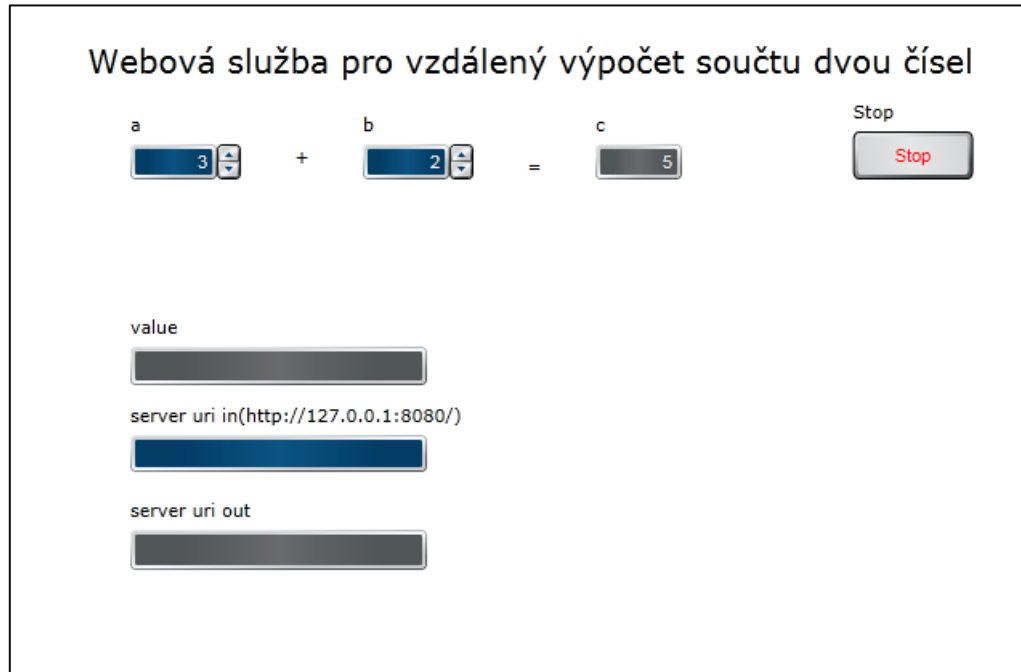 Webová služba pro vzdálený výpočet součtu dvou čísel
a b c Stop
3 + 2 = 5 Stop
value
server uri in(http://127.0.0.1:8080/)
server uri out